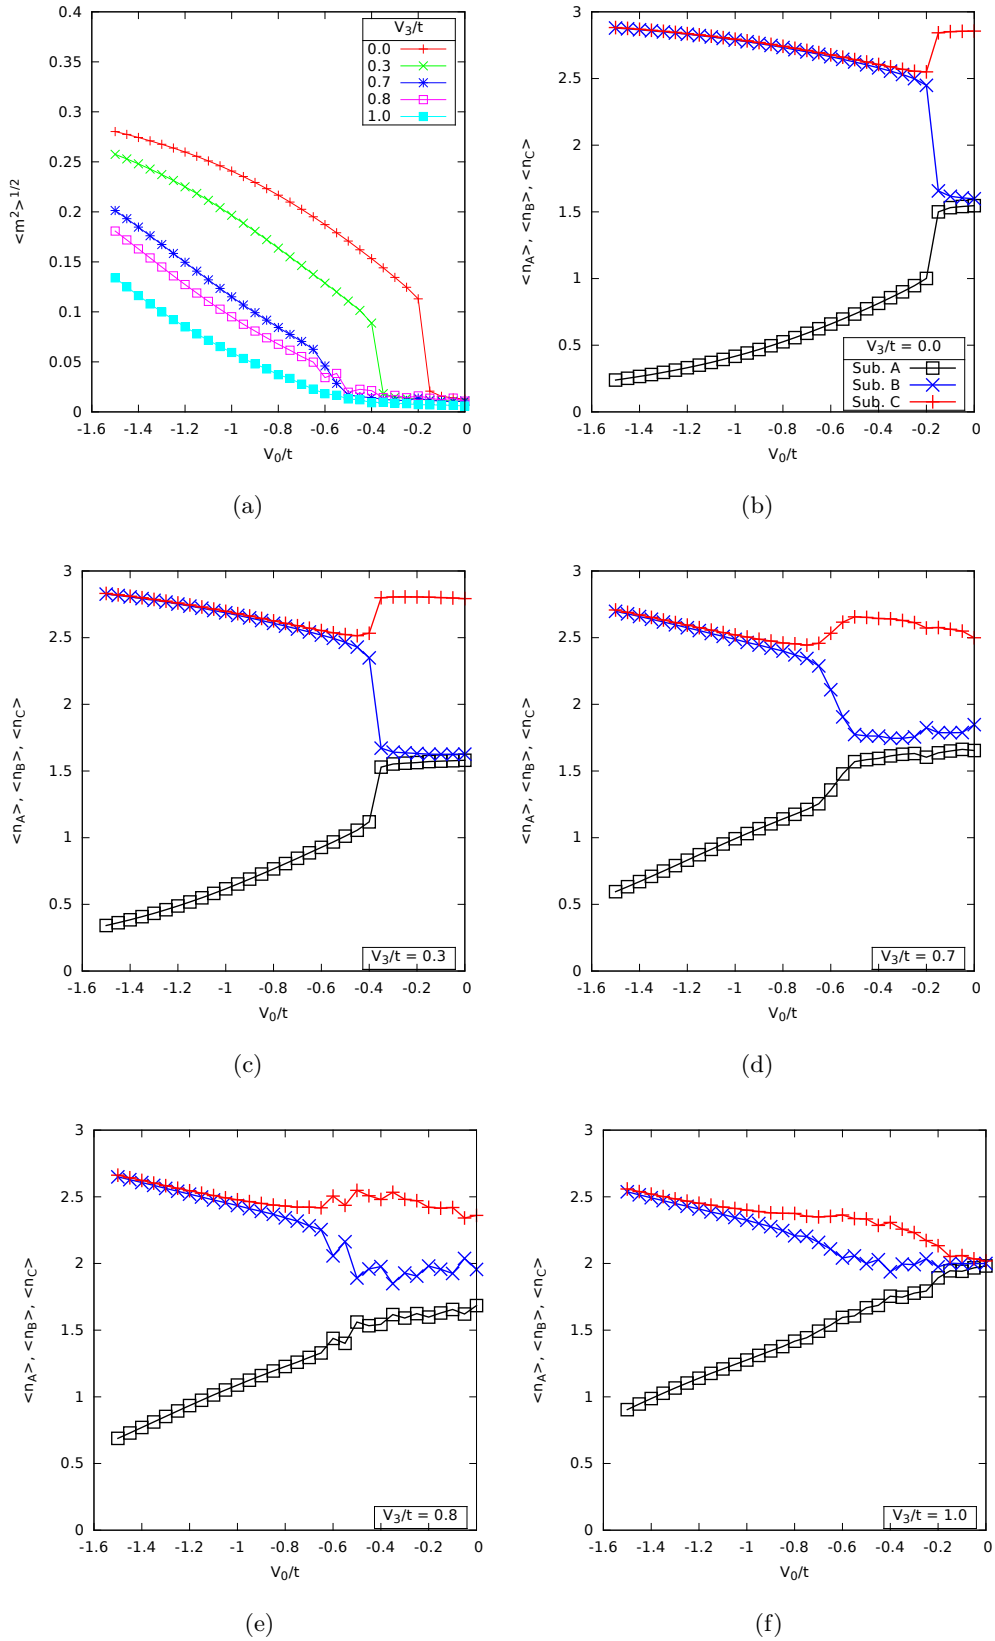 0.4
0.35
0.3
0.25
0.2
0.15
0.1
0.05
0
<m²>^1/2
V3/t
0.0
0.3
0.7
0.8
1.0
-1.6 -1.4 -1.2 -1 -0.8 -0.6 -0.4 -0.2 0
V0/t
(a)
3
2.5
2
1.5
1
0.5
0
<nA>, <nB>, <nC>
V3/t = 0.0
Sub. A
Sub. B
Sub. C
-1.6 -1.4 -1.2 -1 -0.8 -0.6 -0.4 -0.2 0
V0/t
(b)
3
2.5
2
1.5
1
0.5
0
<nA>, <nB>, <nC>
V3/t = 0.3
-1.6 -1.4 -1.2 -1 -0.8 -0.6 -0.4 -0.2 0
V0/t
(c)
3
2.5
2
1.5
1
0.5
0
<nA>, <nB>, <nC>
V3/t = 0.7
-1.6 -1.4 -1.2 -1 -0.8 -0.6 -0.4 -0.2 0
V0/t
(d)
3
2.5
2
1.5
1
0.5
0
<nA>, <nB>, <nC>
V3/t = 0.8
-1.6 -1.4 -1.2 -1 -0.8 -0.6 -0.4 -0.2 0
V0/t
(e)
3
2.5
2
1.5
1
0.5
0
<nA>, <nB>, <nC>
V3/t = 1.0
-1.6 -1.4 -1.2 -1 -0.8 -0.6 -0.4 -0.2 0
V0/t
(f)